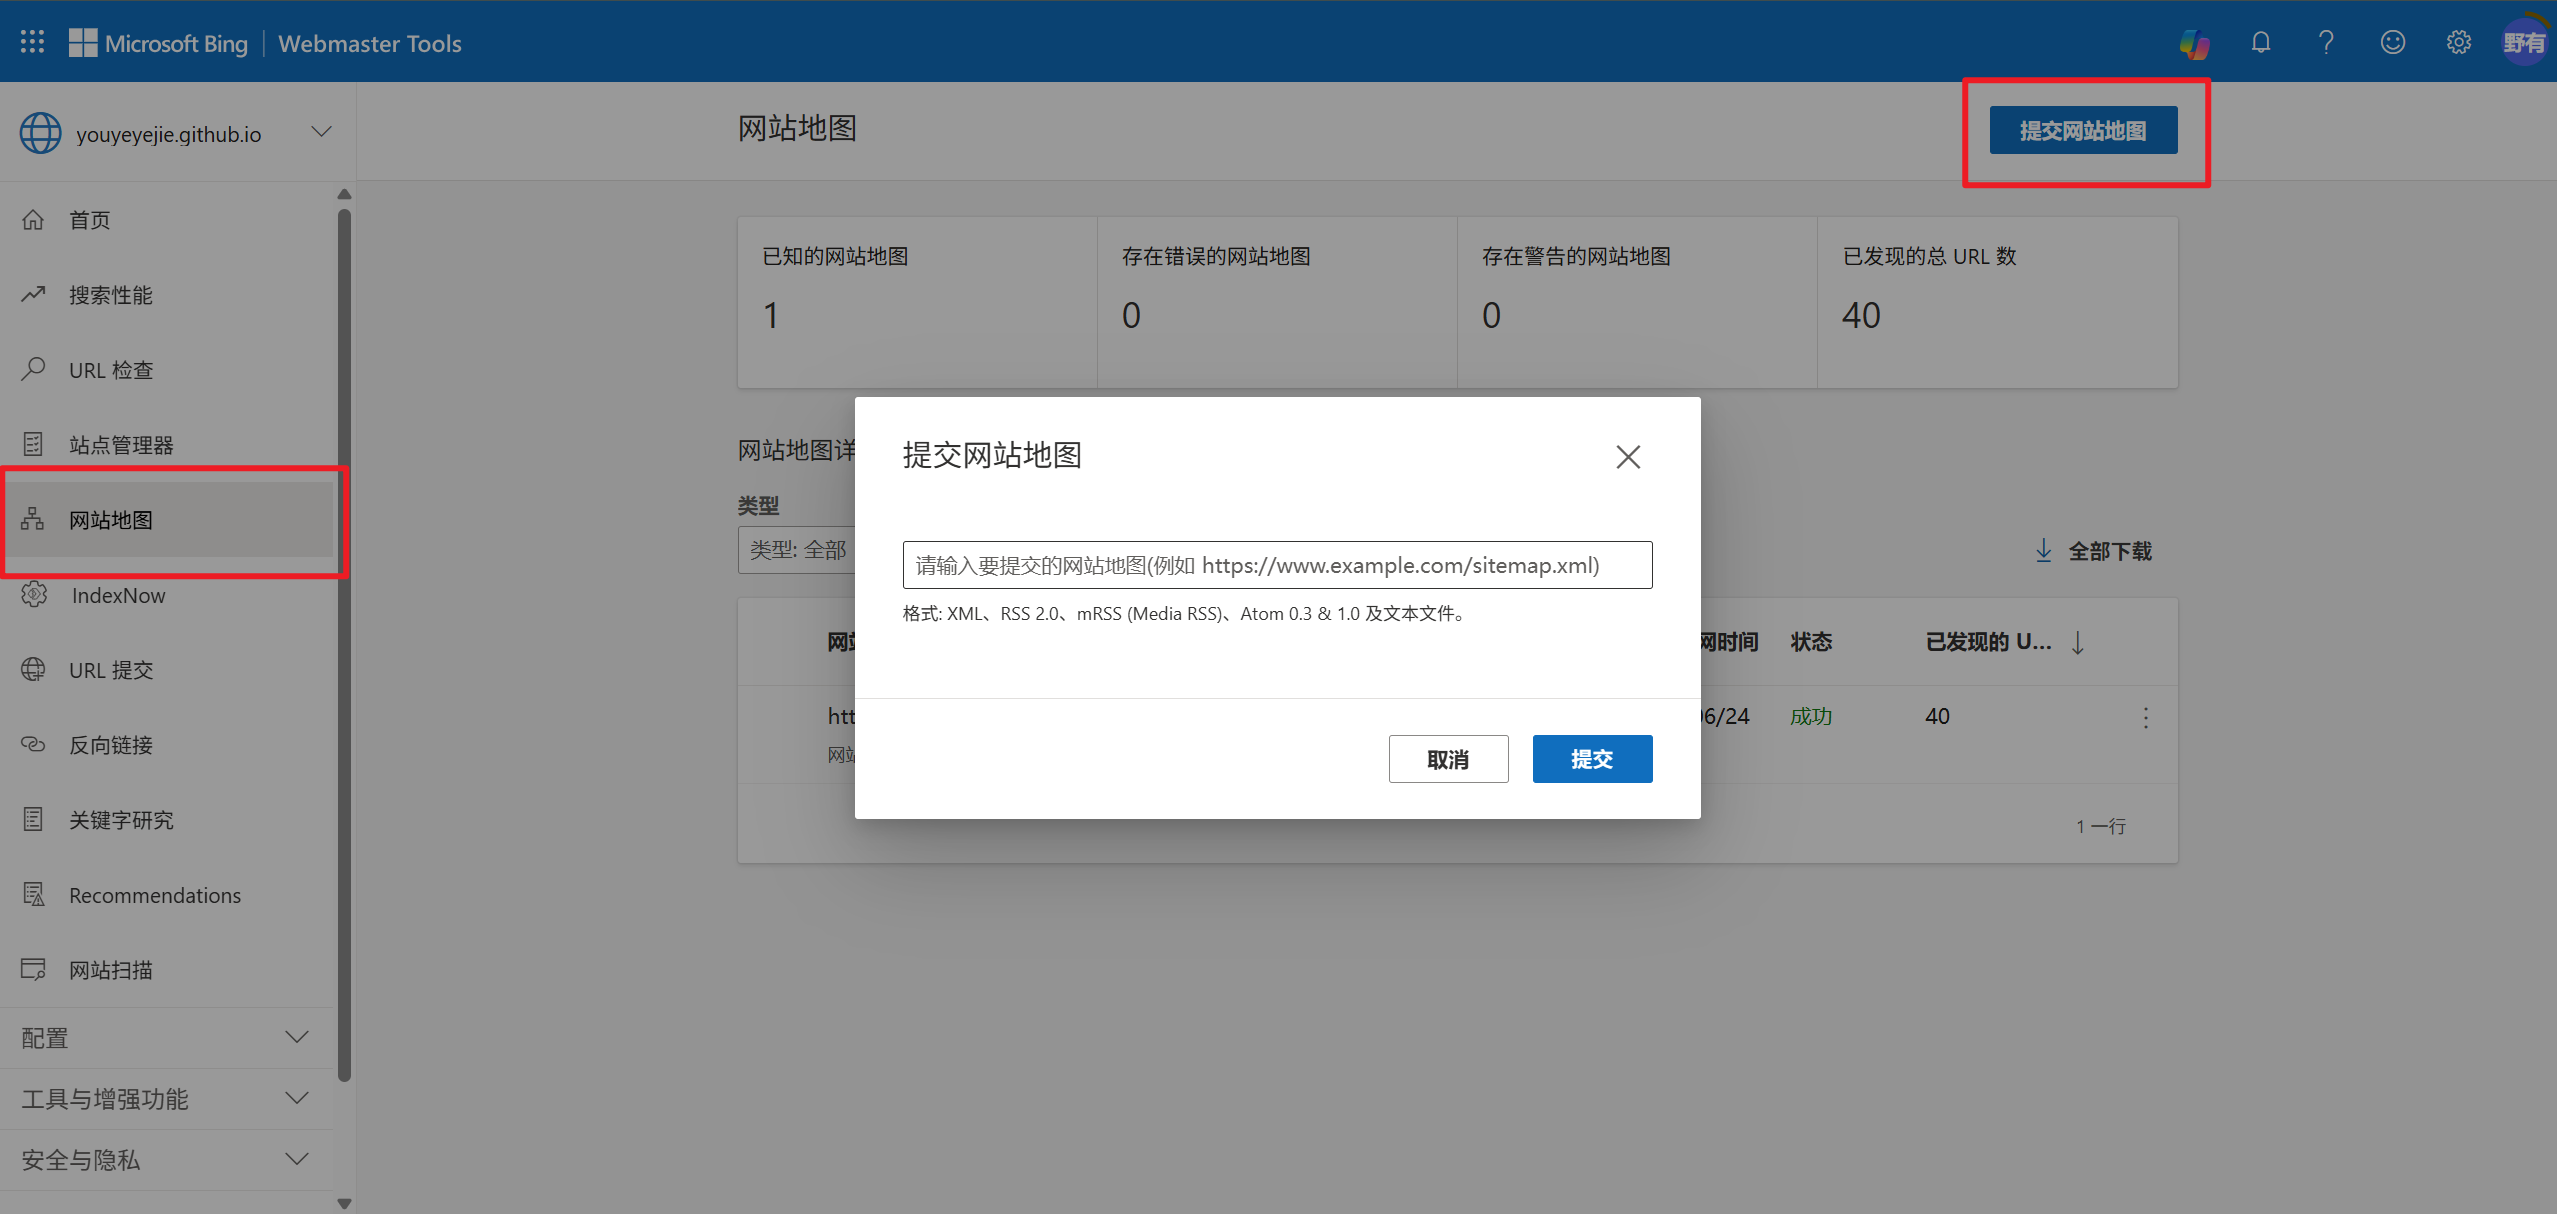 Microsoft Bing | Webmaster Tools
野有
youyeyejie.github.io
首页
搜索性能
URL 检查
站点管理器
网站地图
IndexNow
URL 提交
反向链接
关键字研究
Recommendations
网站扫描
配置
工具与增强功能
安全与隐私
网站地图
提交网站地图
已知的网站地图
1
存在错误的网站地图
0
存在警告的网站地图
0
已发现的总 URL 数
40
网站地图详
类型
类型: 全部
全部下载
网时间 状态 已发现的 U...
htt
06/24 成功 40
1 一行
提交网站地图
请输入要提交的网站地图(例如 https://www.example.com/sitemap.xml)
格式: XML、RSS 2.0、mRSS (Media RSS)、Atom 0.3 & 1.0 及文本文件。
取消 提交